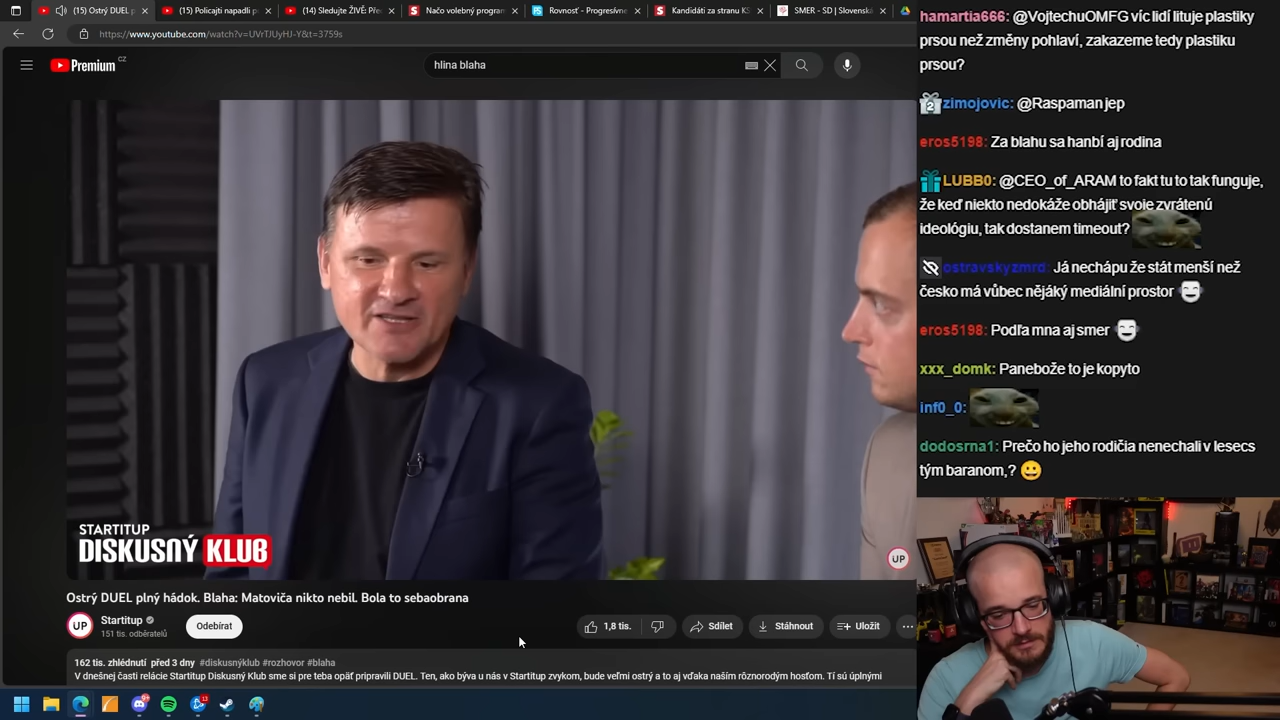 (15) Ostrý DUEL p
(15) Policajti napadli p
(14) Sledujte ŽIVĚ: Pře
Načo volebný program
Rovnosť - Progresívne
Kandidáti za stranu KS
SMER – SD | Slovenská
https://www.youtube.com/watch?v=UVrTJUyHJ-Y&t=3759s
Premium CZ
hlina blaha
STARTITUP
DISKUSNÝ KLUB
UP
Ostrý DUEL plný hádok. Blaha: Matoviča nikto nebil. Bola to sebaobrana
UP
Startitup
151 tis. odběratelů
Odebírat
1,8 tis.
Sdílet
Stáhnout
Uložit
162 tis. zhlédnutí před 3 dny #diskusnýklub #rozhovor #blaha
V dnešnej časti relácie Startitup Diskusný Klub sme si pre teba opäť pripravili DUEL. Ten, ako býva u nás v Startitup zvykom, bude veľmi ostrý a to aj vďaka našim rôznorodým hosťom. Tí sú úplnými
hamartia666: @VojtechuOMFG víc lidí lituje plastiky
prsou než změny pohlaví, zakazeme tedy plastiku
prsou?
2 zimojovic: @Raspaman jep
eros5198: Za blahu sa hanbí aj rodina
LUBB0: @CEO_of_ARAM to fakt tu to tak funguje,
že keď niekto nedokáže obhájiť svoje zvrátenú
ideológiu, tak dostanem timeout?
ostravskyzmrd: Já nechápu že stát menší než
česko má vůbec nějáký mediální prostor
eros5198: Podľa mna aj smer
xxx_domk: Panebože to je kopyto
inf0_0:
dodosrna1: Prečo ho jeho rodičia nenechali v lesecs
tým baranom,? 😀